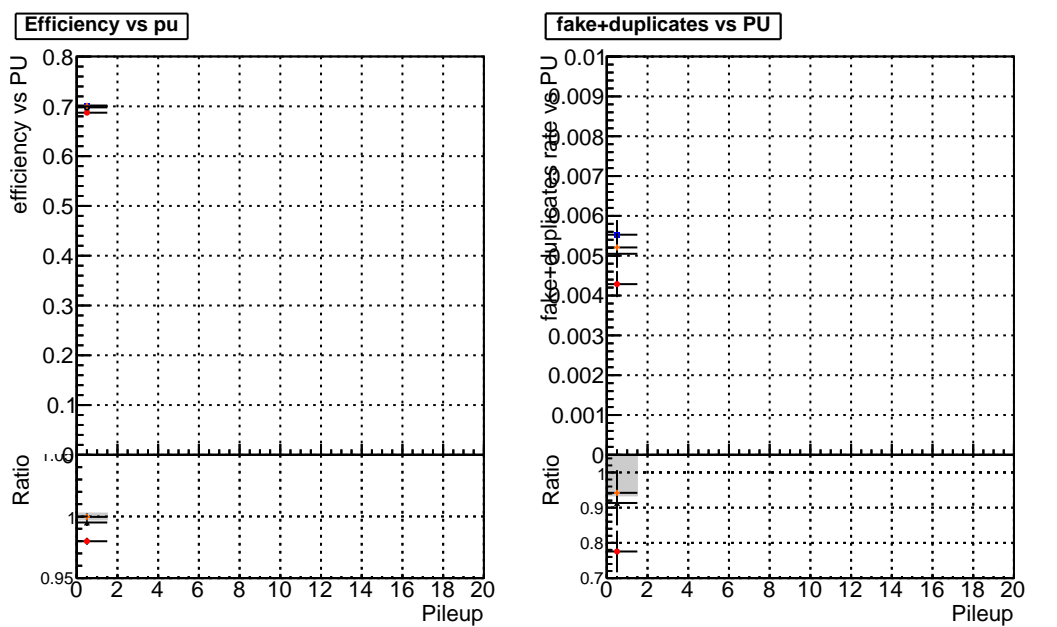 Efficiency vs pu
efficiency vs PU
0.8
0.7
0.6
0.5
0.4
0.3
0.2
0.1
0
Ratio
1
0.95
0 2 4 6 8 10 12 14 16 18 20
Pileup
fake+duplicates vs PU
fake+duplicates rate vs PU
0.01
0.009
0.008
0.007
0.006
0.005
0.004
0.003
0.002
0.001
0
Ratio
1
0.9
0.8
0.7
0 2 4 6 8 10 12 14 16 18 20
Pileup